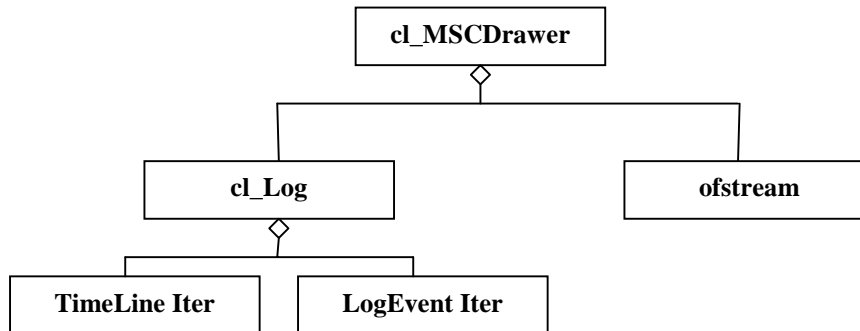 cl_MSCDrawer
cl_Log
ofstream
TimeLine Iter
LogEvent Iter